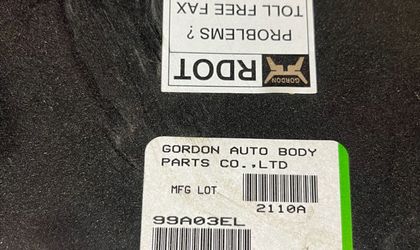 TOLL FREE FAX
PROBLEMS ?
GORDON
RDOT
GORDON AUTO BODY
PARTS CO.,LTD
MFG LOT
2110A
99A03EL